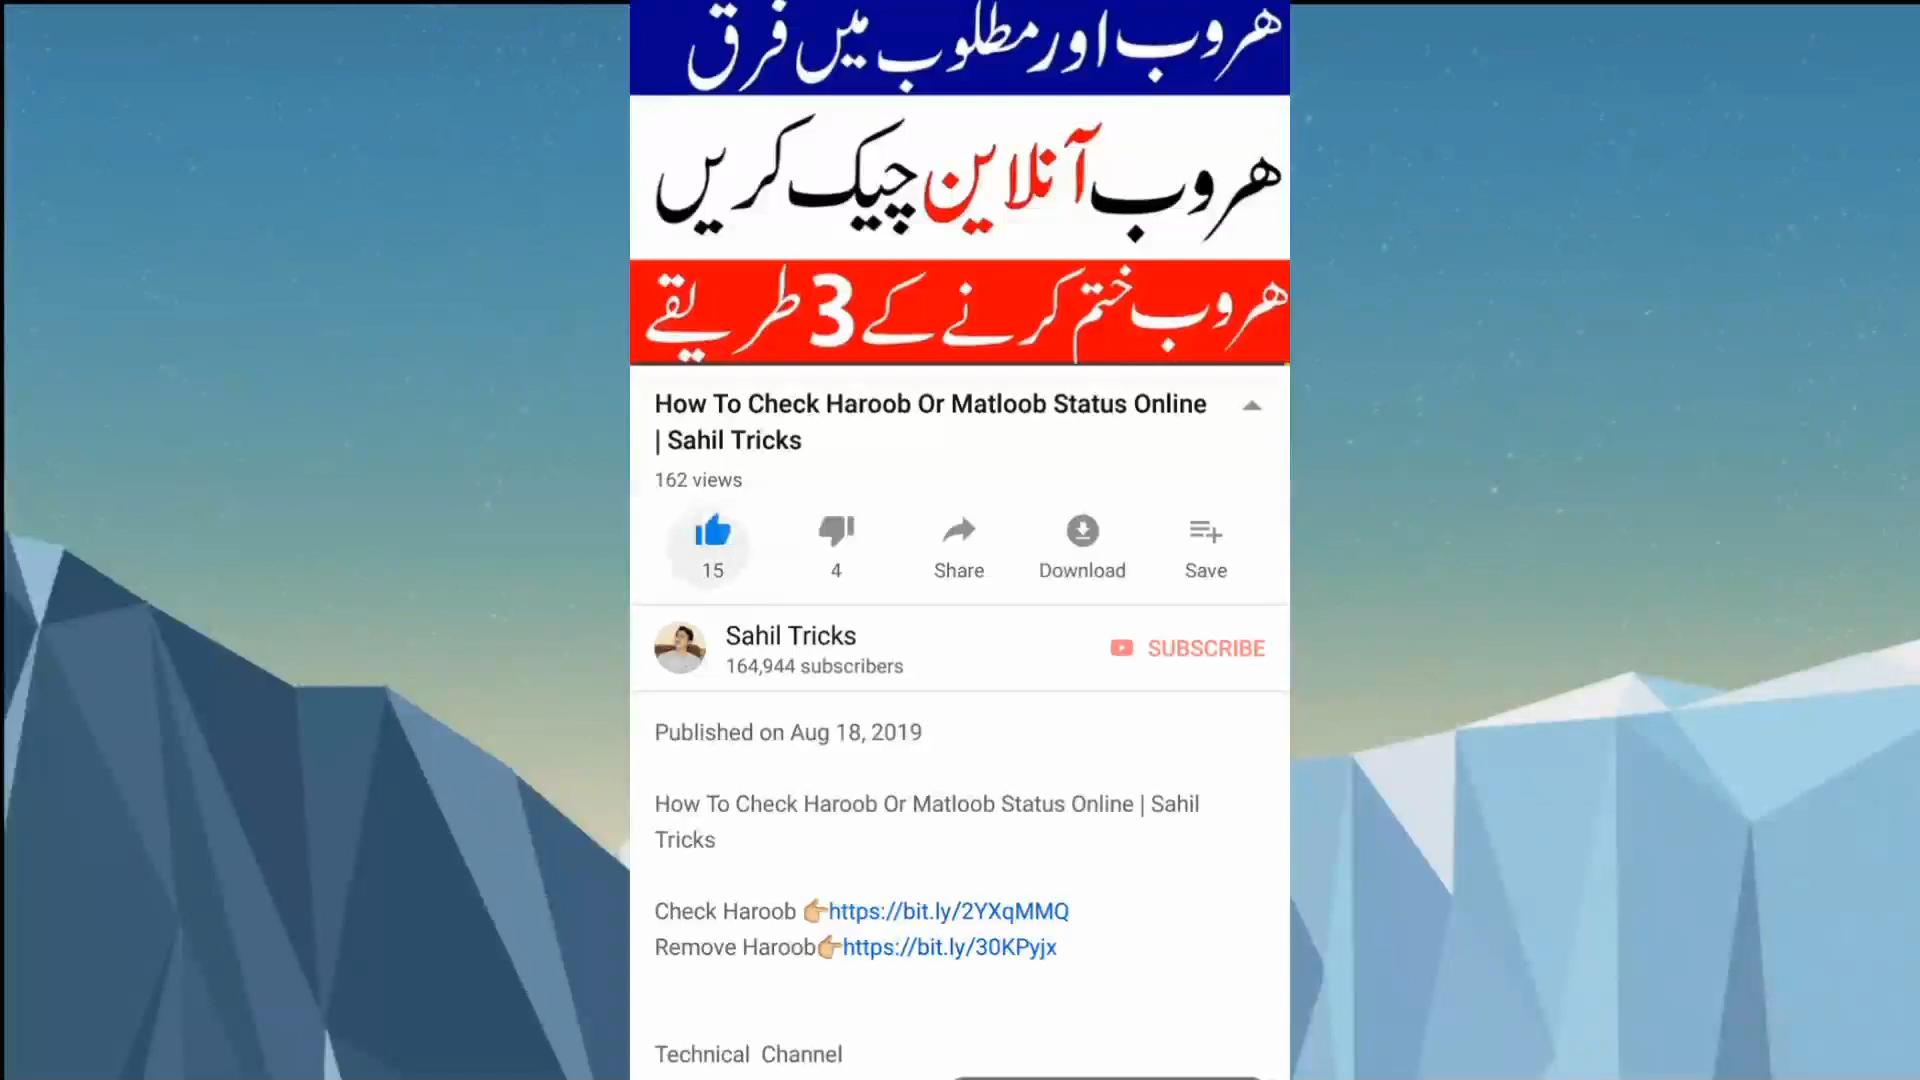 ھروب اور مطلوب میں فرق
ھروب آنلاین چیک کریں
ھروب ختم کرنے کے 3 طریقے
How To Check Haroob Or Matloob Status Online
| Sahil Tricks
162 views
15
4
Share
Download
Save
Sahil Tricks
164,944 subscribers
SUBSCRIBE
Published on Aug 18, 2019
How To Check Haroob Or Matloob Status Online | Sahil
Tricks
Check Haroob 👉https://bit.ly/2YXqMMQ
Remove Haroob👉https://bit.ly/30KPyjx
Technical Channel